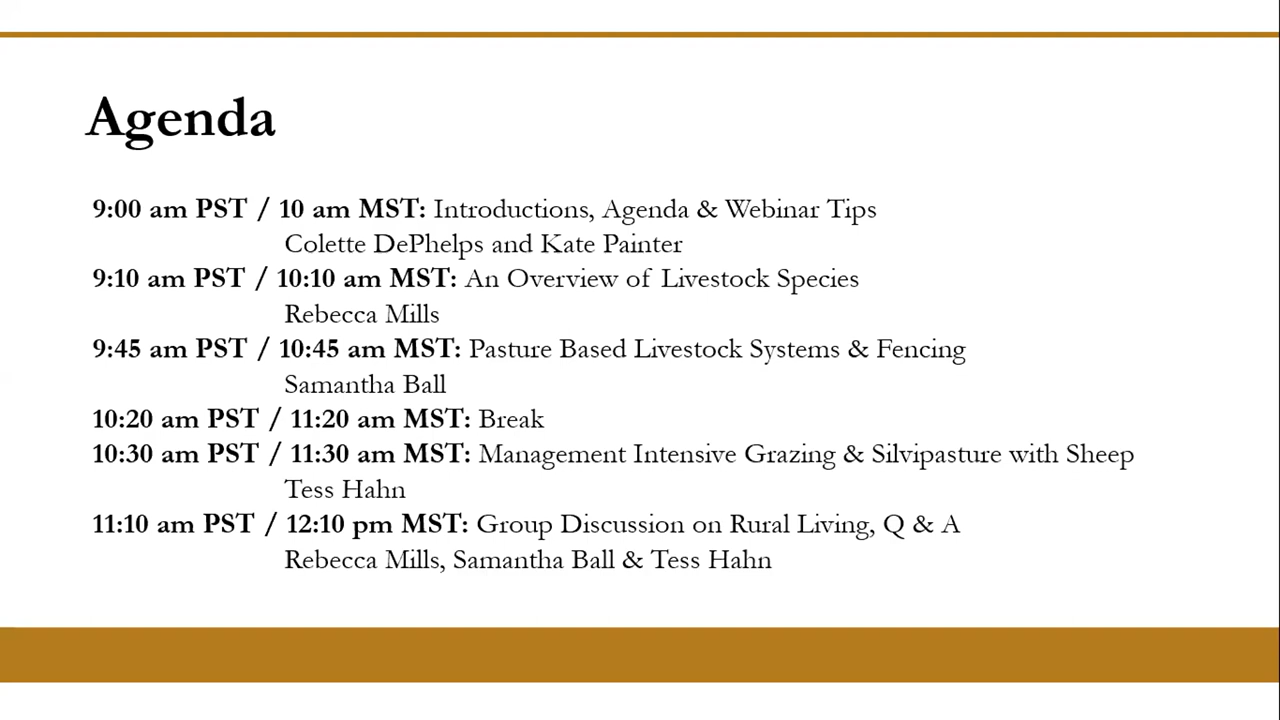 Agenda
9:00 am PST / 10 am MST: Introductions, Agenda & Webinar Tips
Colette DePhelps and Kate Painter
9:10 am PST / 10:10 am MST: An Overview of Livestock Species
Rebecca Mills
9:45 am PST / 10:45 am MST: Pasture Based Livestock Systems & Fencing
Samantha Ball
10:20 am PST / 11:20 am MST: Break
10:30 am PST / 11:30 am MST: Management Intensive Grazing & Silvipasture with Sheep
Tess Hahn
11:10 am PST / 12:10 pm MST: Group Discussion on Rural Living, Q & A
Rebecca Mills, Samantha Ball & Tess Hahn